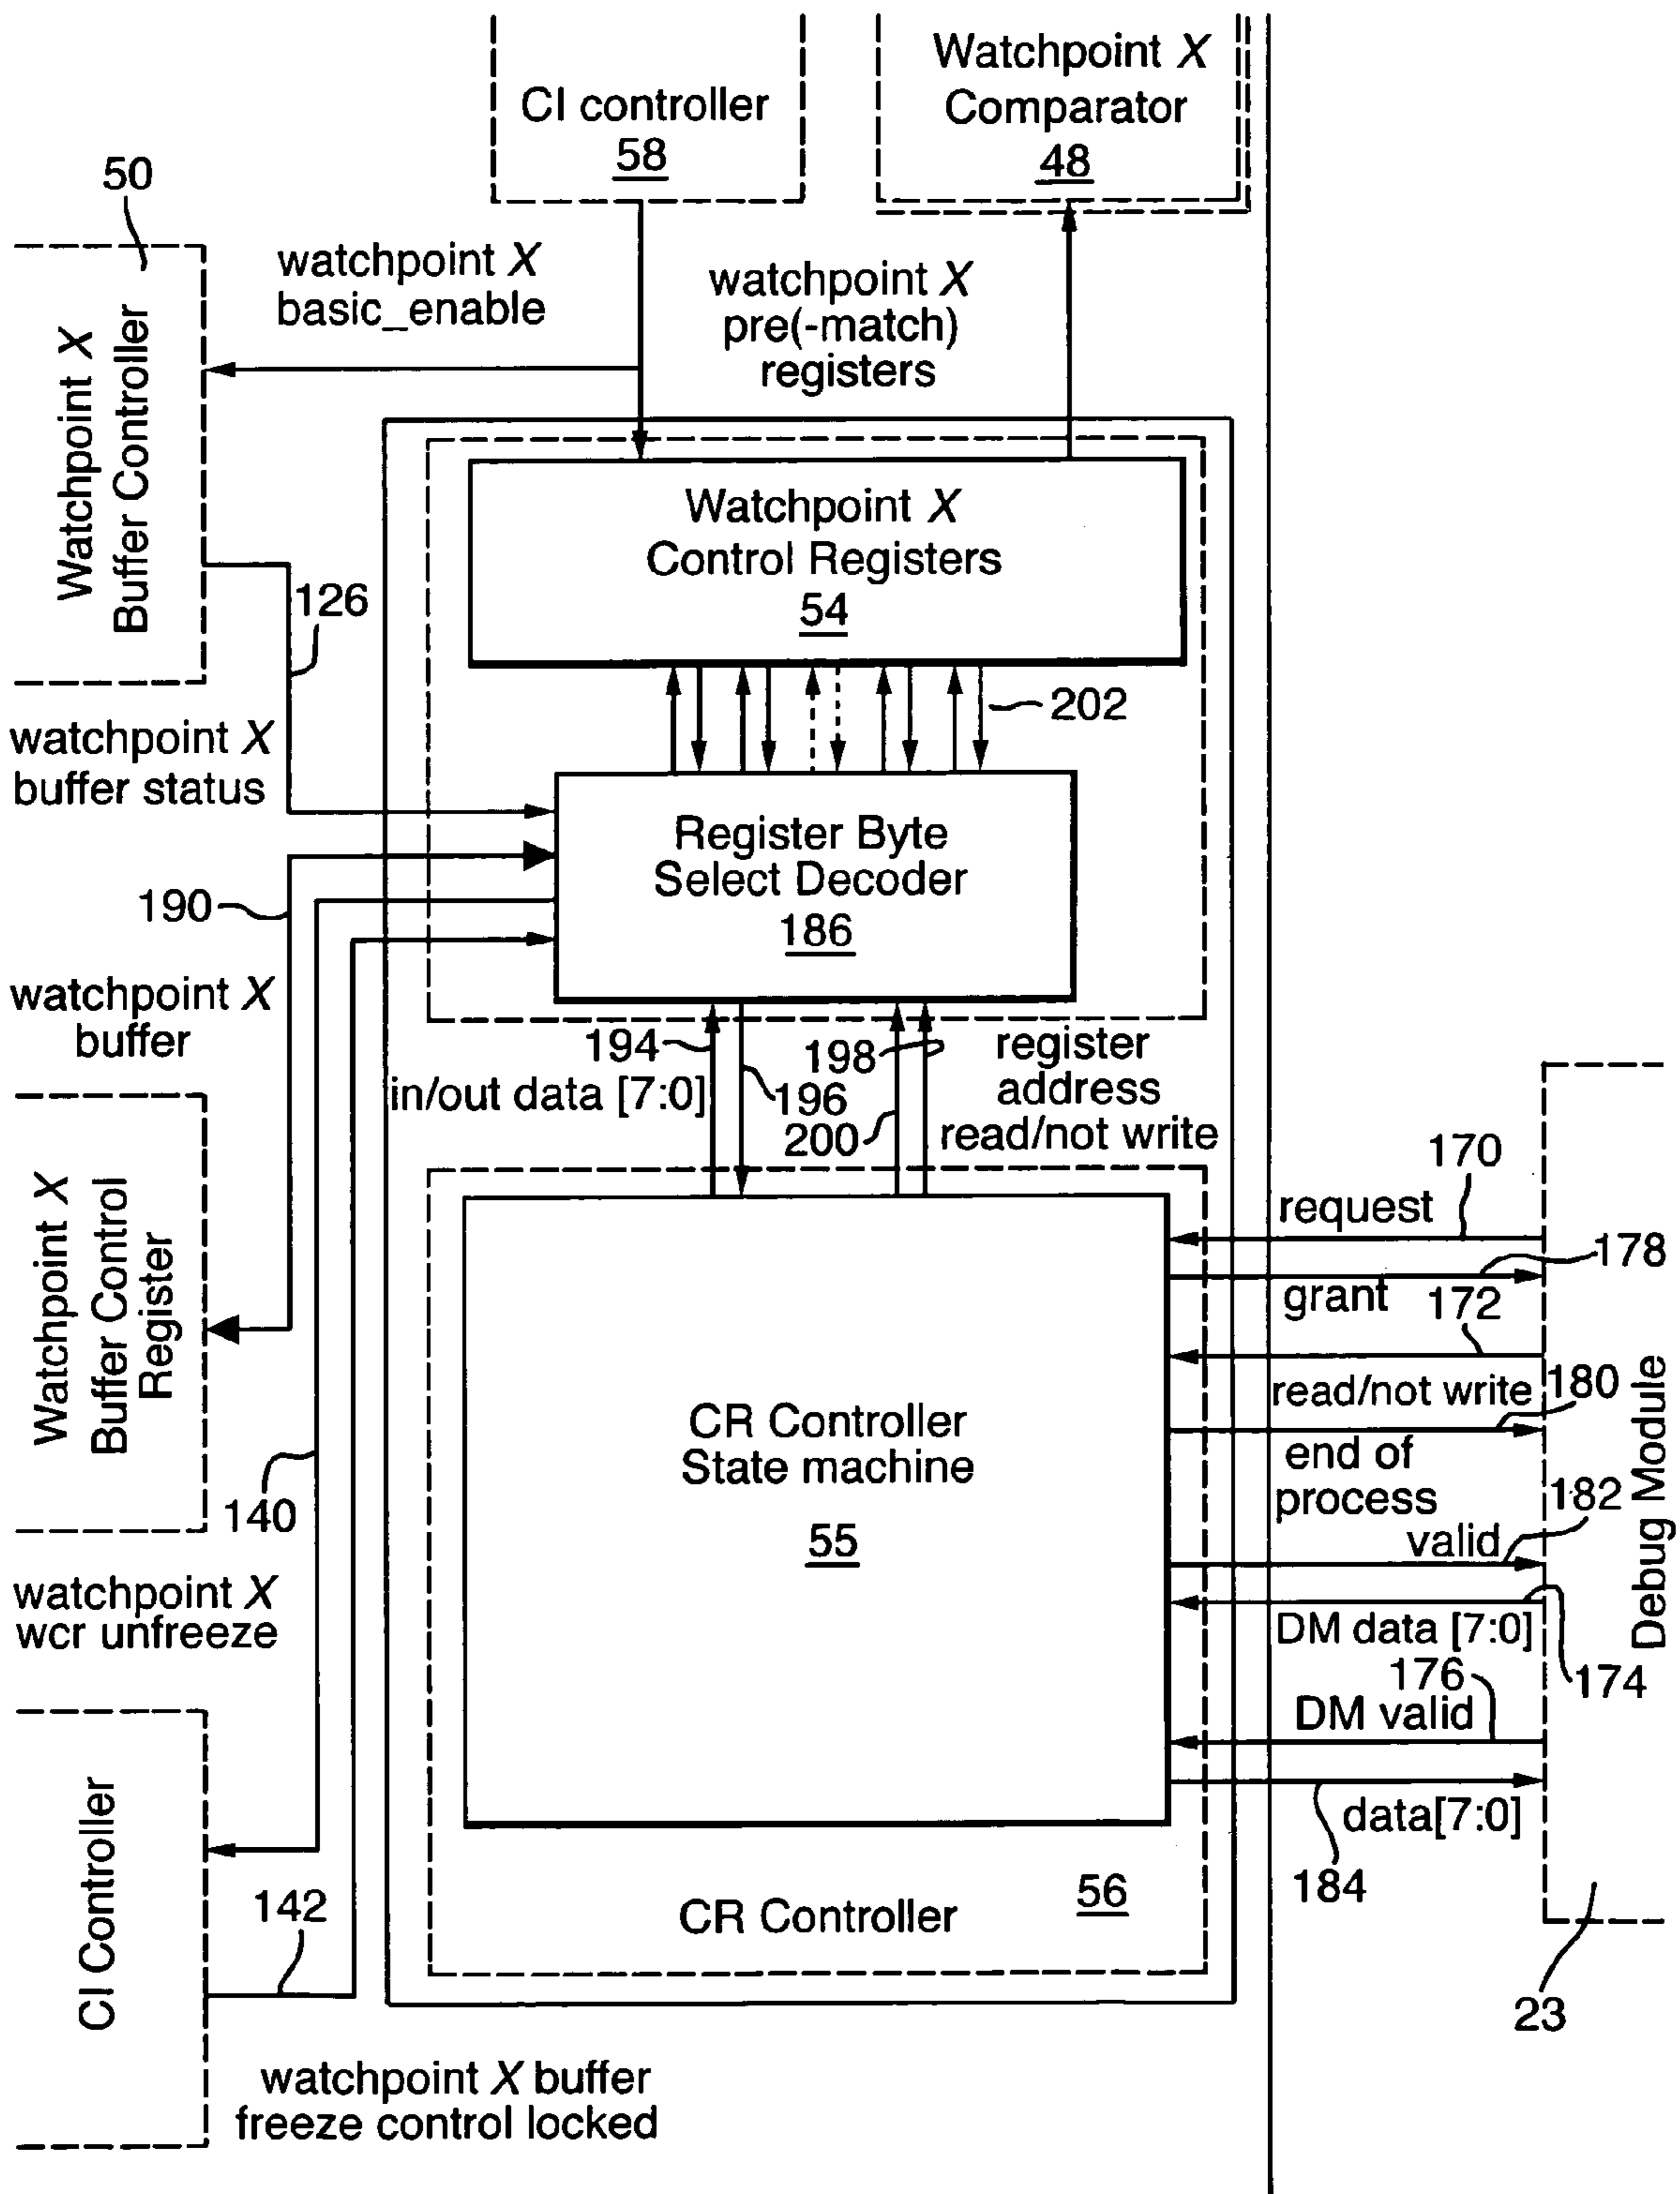 CI controller
58
Watchpoint X
Comparator
48
50
Watchpoint X
Buffer Controller
watchpoint X
basic_enable
watchpoint X
pre(-match)
registers
Watchpoint X
Control Registers
54
126
202
watchpoint X
buffer status
Register Byte
Select Decoder
186
190
watchpoint X
buffer
194
in/out data [7:0]
196
198
200
register
address
read/not write
Watchpoint X
Buffer Control
Register
140
watchpoint X
wcr unfreeze
CR Controller
State machine
55
CR Controller
56
170
request
178
grant
172
read/not write
180
end of
process
182
valid
DM data [7:0]
174
176
DM valid
data[7:0]
184
Debug Module
23
CI Controller
142
watchpoint X buffer
freeze control locked